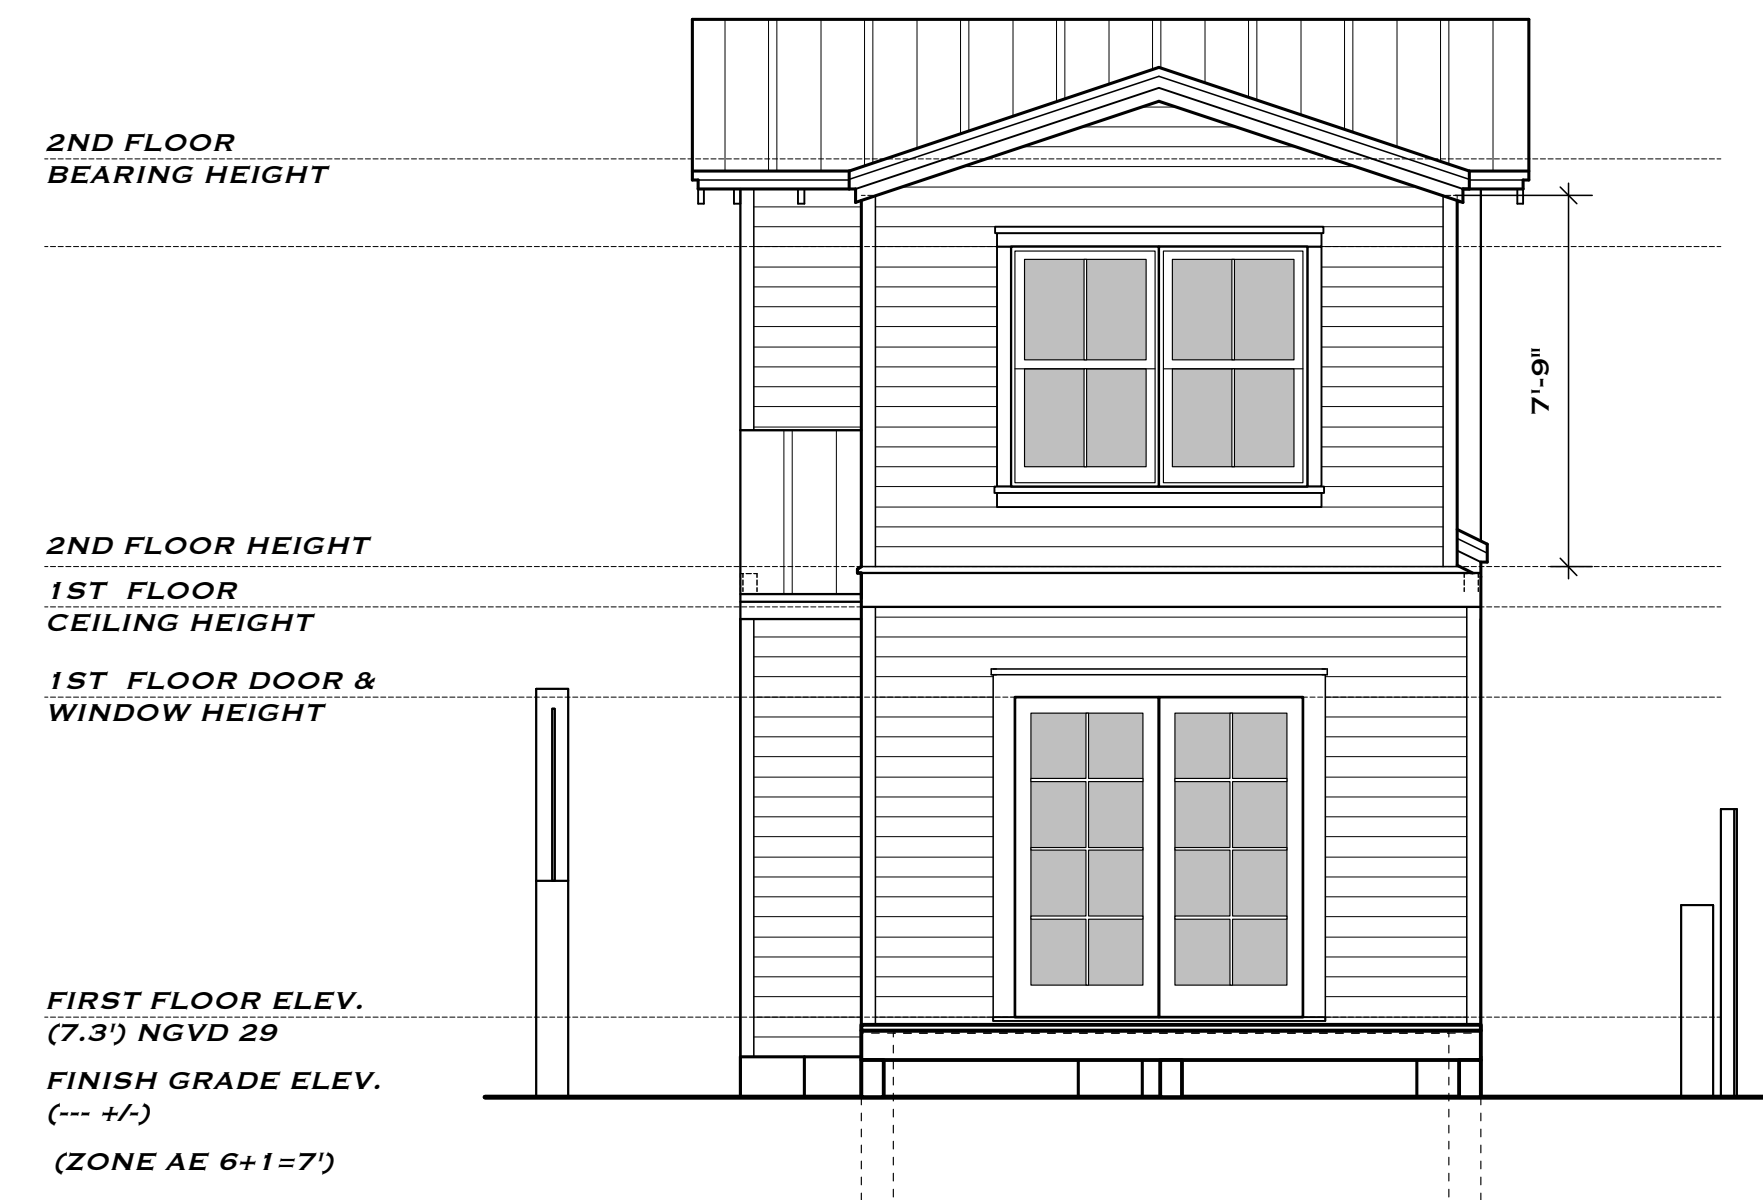 2ND FLOOR
BEARING HEIGHT
7'-9"
2ND FLOOR HEIGHT
1ST FLOOR
CEILING HEIGHT
1ST FLOOR DOOR &
WINDOW HEIGHT
FIRST FLOOR ELEV.
(7.3') NGVD 29
FINISH GRADE ELEV.
(--- +/-)
(ZONE AE 6+1=7')